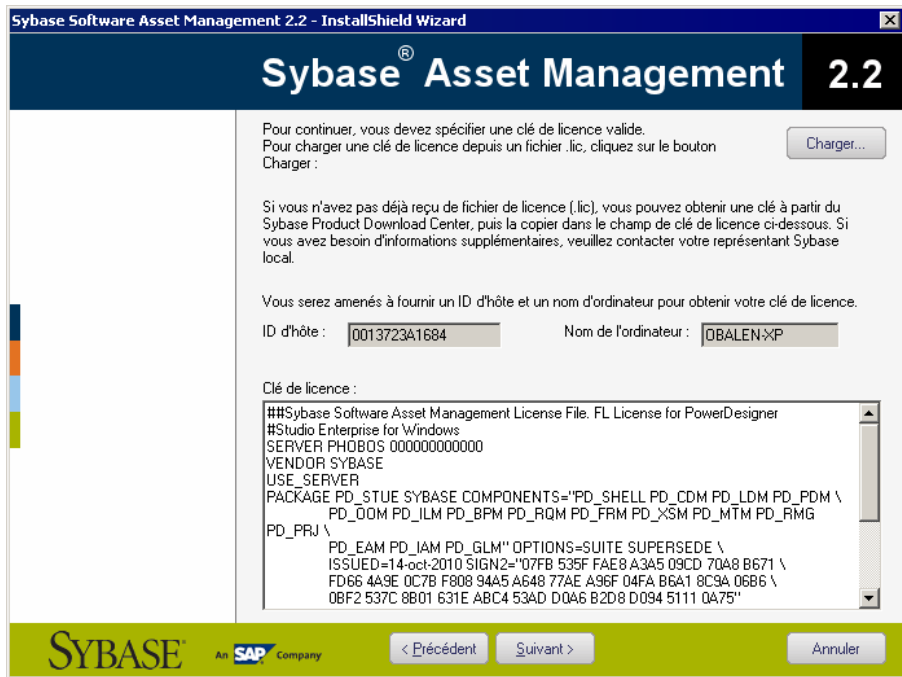 Sybase Software Asset Management 2.2 - InstallShield Wizard
Sybase® Asset Management 2.2
Pour continuer, vous devez spécifier une clé de licence valide.
Pour charger une clé de licence depuis un fichier .lic, cliquez sur le bouton
Charger :
Charger...
Si vous n'avez pas déjà reçu de fichier de licence (.lic), vous pouvez obtenir une clé à partir du
Sybase Product Download Center, puis la copier dans le champ de clé de licence ci-dessous. Si
vous avez besoin d'informations supplémentaires, veuillez contacter votre représentant Sybase
local.
Vous serez amenés à fournir un ID d'hôte et un nom d'ordinateur pour obtenir votre clé de licence.
ID d'hôte : 0013723A1684 Nom de l'ordinateur : OBALEN-XP
Clé de licence :
##Sybase Software Asset Management License File. FL License for PowerDesigner
#Studio Enterprise for Windows
SERVER PHOBOS 000000000000
VENDOR SYBASE
USE_SERVER
PACKAGE PD_STUE SYBASE COMPONENTS="PD_SHELL PD_CDM PD_LDM PD_PDM \
PD_OOM PD_ILM PD_BPM PD_RQM PD_FRM PD_XSM PD_MTM PD_RMG
PD_PRJ \
PD_EAM PD_IAM PD_GLM" OPTIONS=SUITE SUPERSEDE \
ISSUED=14-oct-2010 SIGN2="07FB 535F FAE8 A3A5 09CD 70A8 B671 \
FD66 4A9E 0C7B F808 94A5 A648 77AE A96F 04FA B6A1 8C9A 06B6 \
0BF2 537C 8B01 631E ABC4 53AD D0A6 B2D8 D094 5111 0A75"
SYBASE An SAP Company
< Précédent
Suivant >
Annuler